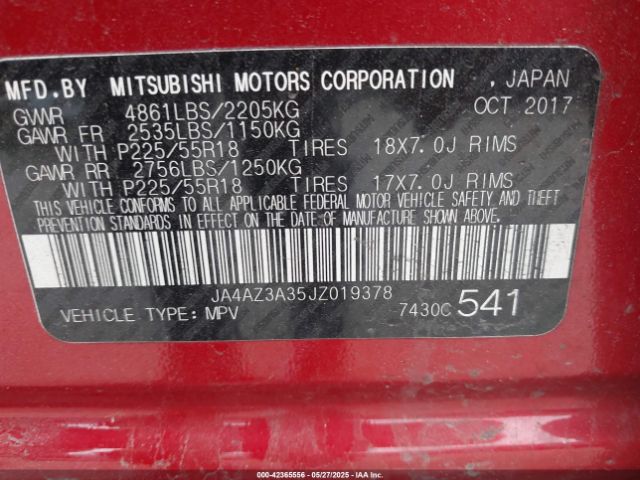 MFD.BY MITSUBISHI MOTORS CORPORATION , JAPAN
GVWR 4861LBS/2205KG OCT 2017
GAWR FR 2535LBS/1150KG
WITH P225/55R18 TIRES 18X7.0J RIMS
GAWR RR 2756LBS/1250KG
WITH P225/55R18 TIRES 17X7.0J RIMS
THIS VEHICLE CONFORMS TO ALL APPLICABLE FEDERAL MOTOR VEHICLE SAFETY AND THEFT
PREVENTION STANDARDS IN EFFECT ON THE DATE OF MANUFACTURE SHOWN ABOVE.
JA4AZ3A35JZ019378
VEHICLE TYPE: MPV 7430C 541
000-42365556 - 05/27/2025 - IAAI.COM